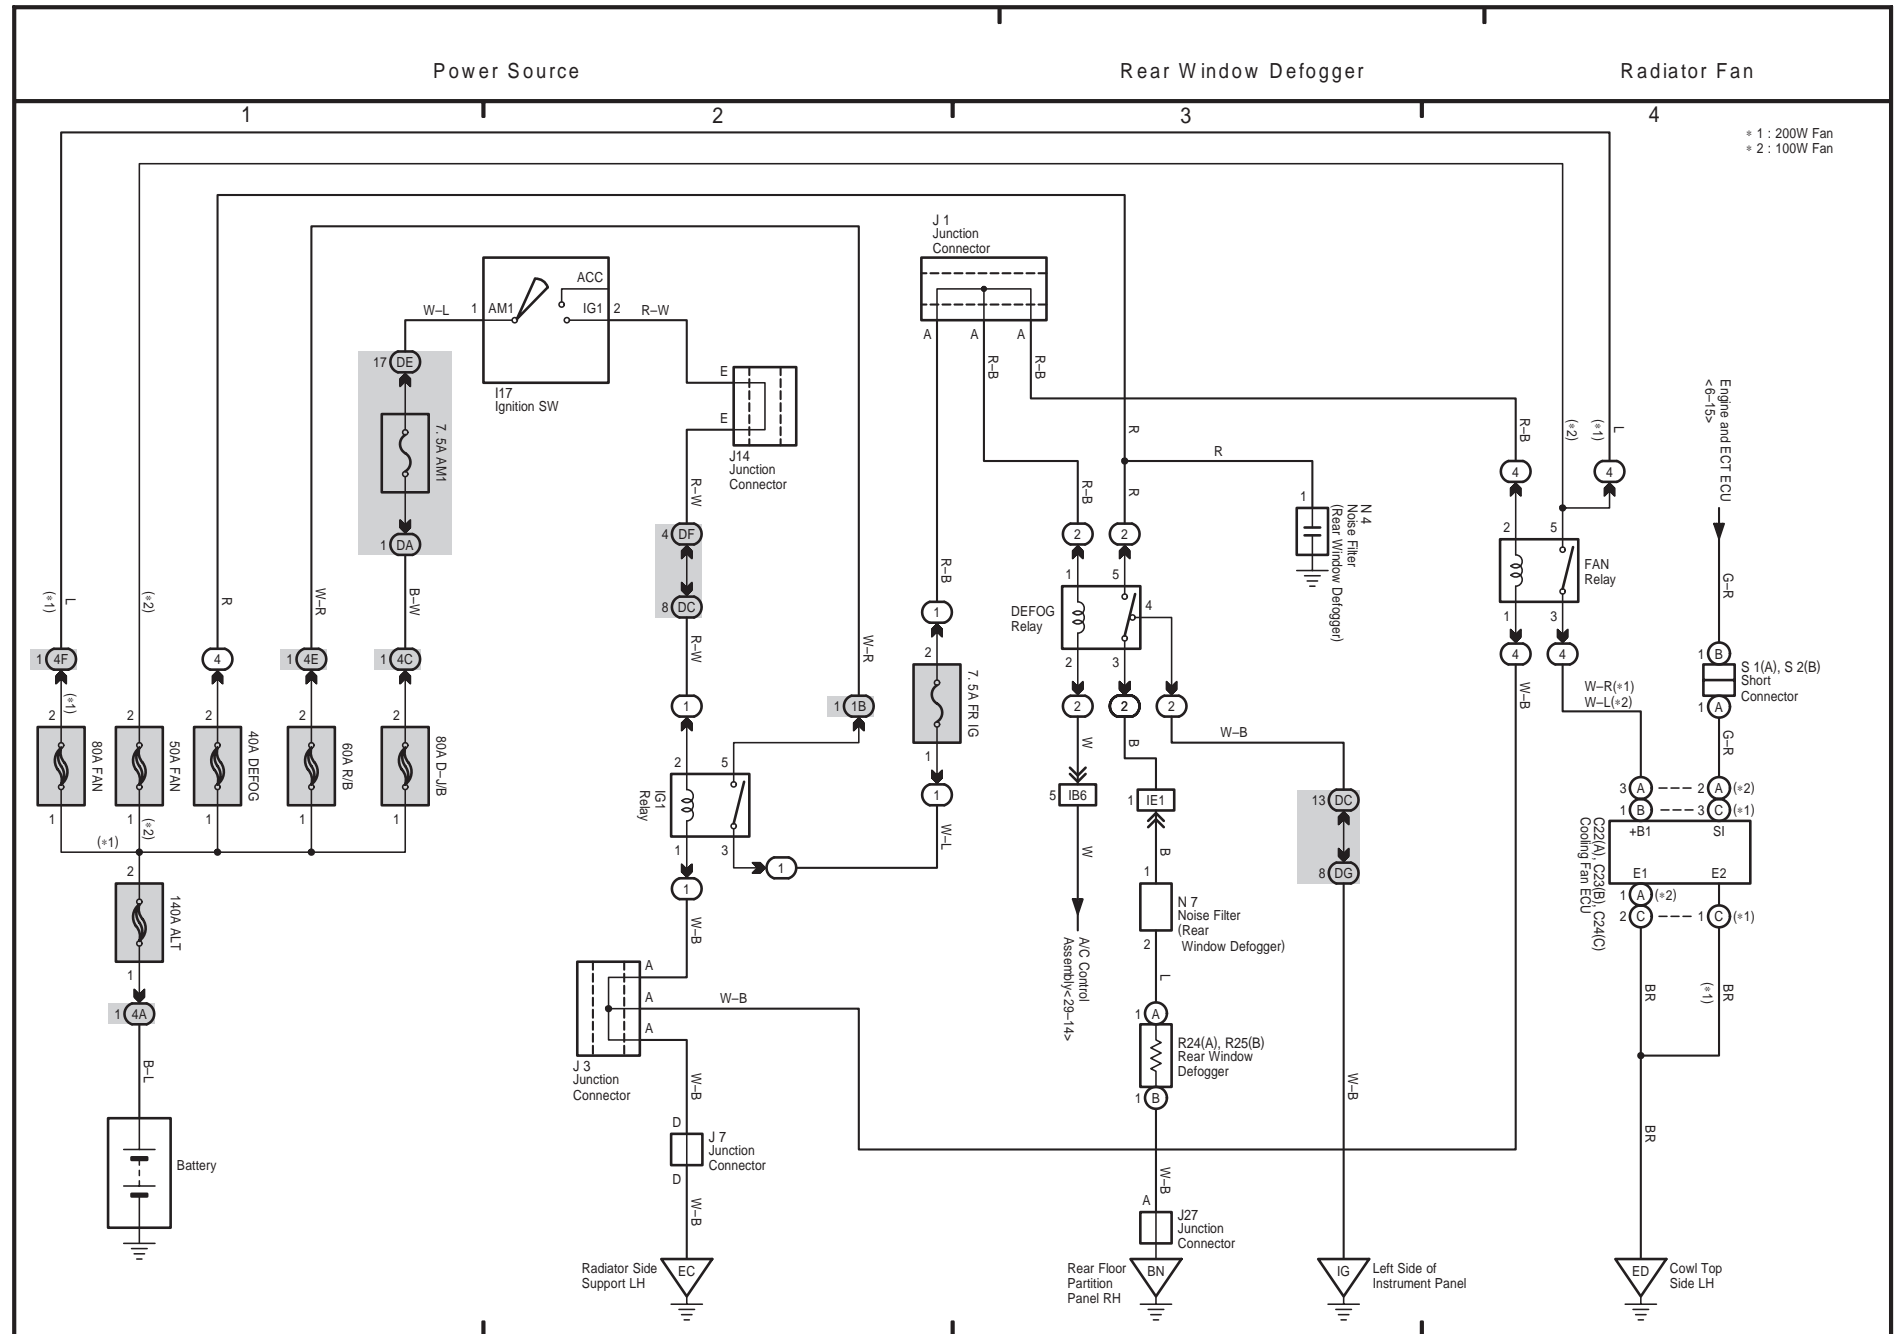 Power Source
Rear Window Defogger
Radiator Fan
1
2
3
4
* 1 : 200W Fan
* 2 : 100W Fan
J 1
Junction
Connector
ACC
W–L
1
AM1
IG1
2
R–W
I17
Ignition SW
17
DE
7. 5A AM1
1
DA
B–W
E
E
J14
Junction
Connector
R–W
4
DF
8
DC
R–W
A
A
A
R–B
R–B
R–B
R
R
R
R–B
1
N 4
Noise Filter
(Rear Window Defogger)
R–B
(*2)
(*1)
L
4
4
Engine and ECT ECU
<6–15>
2
5
FAN
Relay
1
3
4
4
W–R(*1)
W–L(*2)
W–B
G–R
1
B
S 1(A), S 2(B)
Short
Connector
1
A
G–R
L
(*1)
(*2)
R
W–R
1
4F
4
1
4E
1
4C
(*1)
2
2
2
2
2
80A FAN
50A FAN
40A DEFOG
60A R/B
80A D–J/B
1
1
1
1
1
(*1)
(*2)
2
140A ALT
1
1
4A
B–L
Battery
W–R
1
1B
1
2
5
IG1
Relay
1
3
1
1
1
2
7. 5A FR IG
1
1
W–L
2
2
1
5
4
DEFOG
Relay
2
3
2
2
2
W
B
W–B
5
IB6
1
IE1
W
B
A/C Control
Assembly<29–14>
1
N 7
Noise Filter
(Rear
Window Defogger)
2
L
1
A
R24(A), R25(B)
Rear Window
Defogger
1
B
W–B
A
J27
Junction
Connector
13
DC
8
DG
W–B
3
A
2
A
(*2)
1
B
3
C
(*1)
+B1
SI
E1
E2
C22(A), C23(B), C24(C)
Cooling Fan ECU
1
A
(*2)
2
C
1
C
(*1)
BR
(*1)
BR
BR
W–B
A
A
A
W–B
J 3
Junction
Connector
W–B
D
J 7
Junction
Connector
D
W–B
Radiator Side
Support LH
EC
Rear Floor
Partition
Panel RH
BN
IG
Left Side of
Instrument Panel
ED
Cowl Top
Side LH